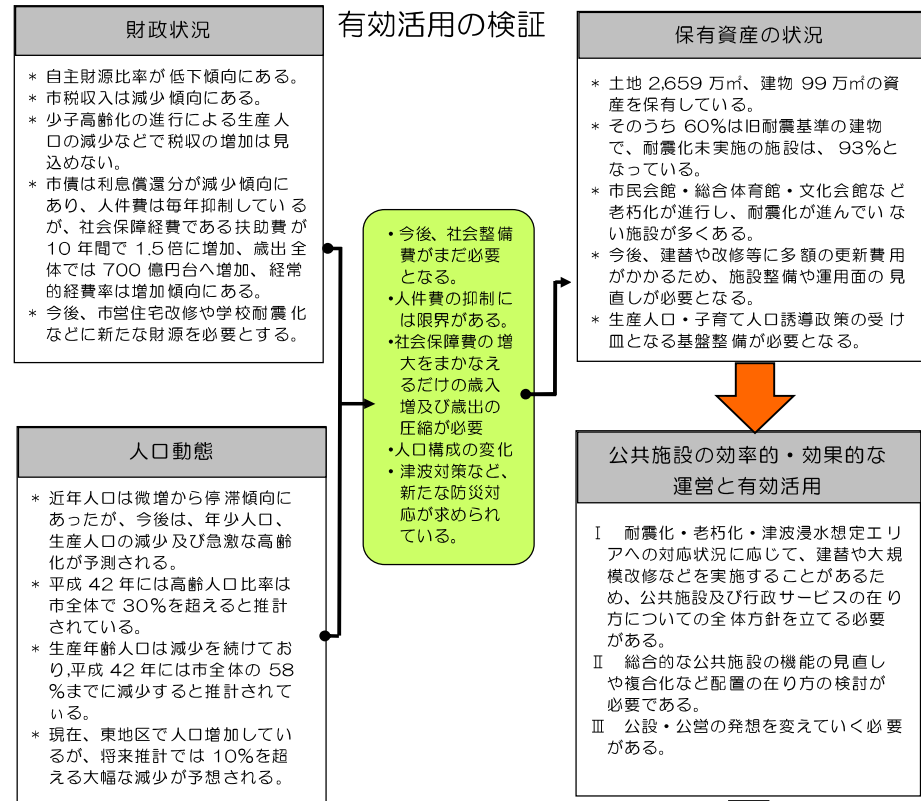 有効活用の検証
財政状況
* 自主財源比率が低下傾向にある。
* 市税収入は減少傾向にある。
* 少子高齢化の進行による生産人
口の減少などで税収の増加は見
込めない。
* 市債は利息償還分が減少傾向に
あり、人件費は毎年抑制している
が、社会保障経費である扶助費が
10 年間で 1.5 倍に増加、歳出全
体では 700 億円台へ増加、経常
的経費率は増加傾向にある。
* 今後、市営住宅改修や学校耐震化
などに新たな財源を必要とする。
人口動態
* 近年人口は微増から停滞傾向に
あったが、今後は、年少人口、
生産人口の減少及び急激な高齢
化が予測される。
* 平成 42 年には高齢人口比率は
市全体で 30%を超えると推計
されている。
* 生産年齢人口は減少を続けてお
り,平成 42 年には市全体の 58
%までに減少すると推計されて
いる。
* 現在、東地区で人口増加してい
るが、将来推計では 10%を超
える大幅な減少が予想される。
・今後、社会整備
費がまだ必要
となる。
・人件費の抑制に
は限界がある。
・社会保障費の増
大をまかなえ
るだけの歳入
増及び歳出の
圧縮が必要
・人口構成の変化
・津波対策など、
新たな防災対
応が求められ
ている。
保有資産の状況
* 土地 2,659 万㎡、建物 99 万㎡の資
産を保有している。
* そのうち 60%は旧耐震基準の建物
で、耐震化未実施の施設は、93%と
なっている。
* 市民会館・総合体育館・文化会館など
老朽化が進行し、耐震化が進んでいな
い施設が多くある。
* 今後、建替や改修等に多額の更新費用
がかかるため、施設整備や運用面の見
直しが必要となる。
* 生産人口・子育て人口誘導政策の受け
皿となる基盤整備が必要となる。
公共施設の効率的・効果的な
運営と有効活用
Ⅰ 耐震化・老朽化・津波浸水想定エリ
アへの対応状況に応じて、建替や大規
模改修などを実施することがあるた
め、公共施設及び行政サービスの在り
方についての全体方針を立てる必要
がある。
Ⅱ 総合的な公共施設の機能の見直し
や複合化など配置の在り方の検討が
必要である。
Ⅲ 公設・公営の発想を変えていく必要
がある。